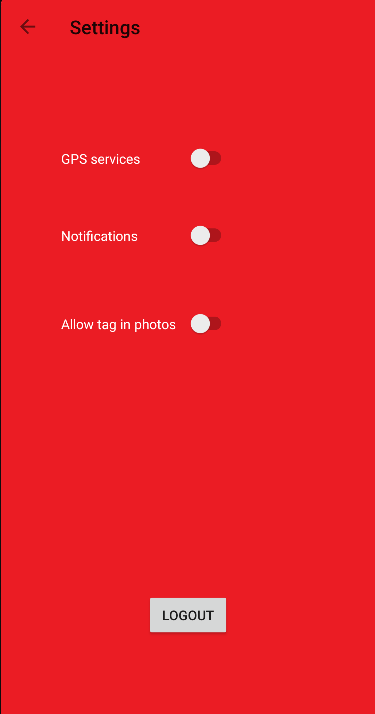 Settings
GPS services
Notifications
Allow tag in photos
LOGOUT